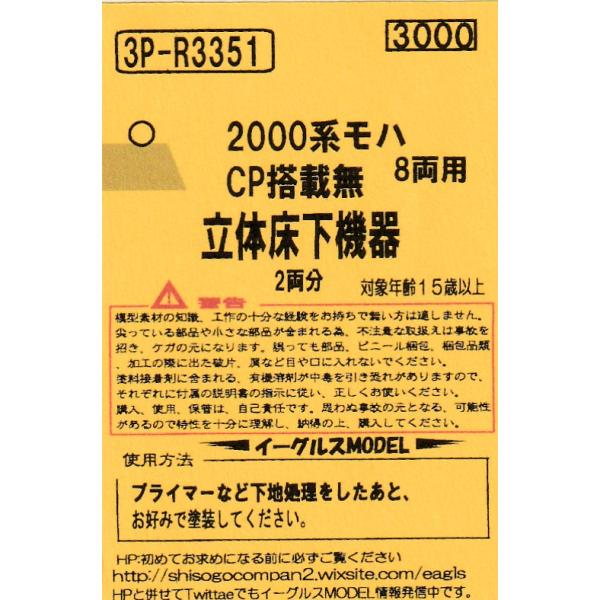 3P-R3351
3000
2000系モハ
CP搭載無 8両用
立体床下機器
2両分 対象年齢15歳以上
警告
模型素材の知識、工作の十分な経験をお持ちで無い方は適しません。
尖っている部品や小さな部品が含まれる為、不注意な取扱えは事故を
招き、ケガの元になります。誤っても部品、ビニール梱包、梱包品類
、加工の際に出た破片、屑など目や口に入れないでください。
塗料接着剤に含まれる、有機溶剤が中毒を引き恐れがありますので、
それぞれに付属の説明書の指示に従い、正しくお使いください。
購入、使用、保管は、自己責任です。思わぬ事故の元となる、可能性
があるので特性を十分に理解し、納得の上、購入してください。
イーグルスMODEL
使用方法
プライマーなど下地処理をしたあと、
お好みで塗装してください。
HP:初めてお求めになる前に必ずご覧ください
http://shisogocompan2.wixsite.com/eagls
HPと併せてTwittaeでもイーグルスMODEL情報発信中です。